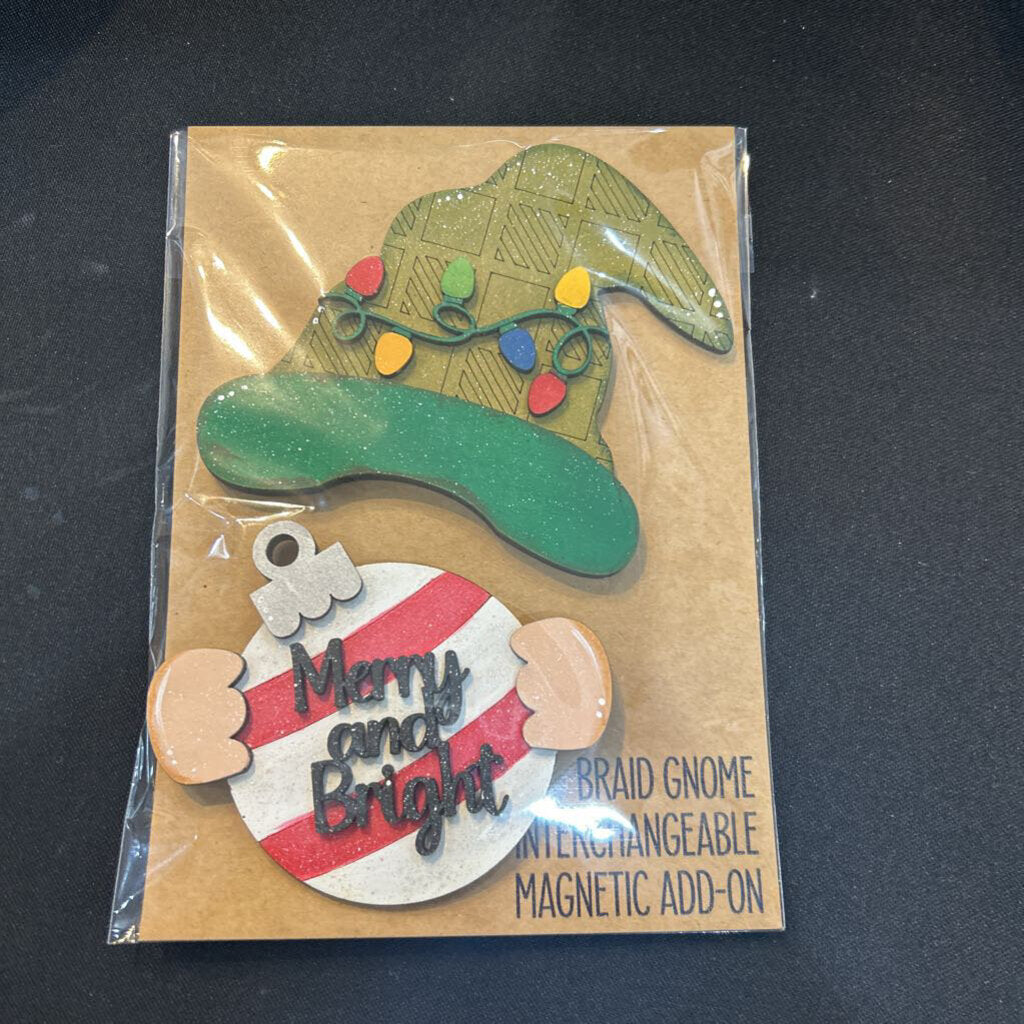 Merry
and
Bright
BRAID GNOME
INTERCHANGEABLE
MAGNETIC ADD-ON